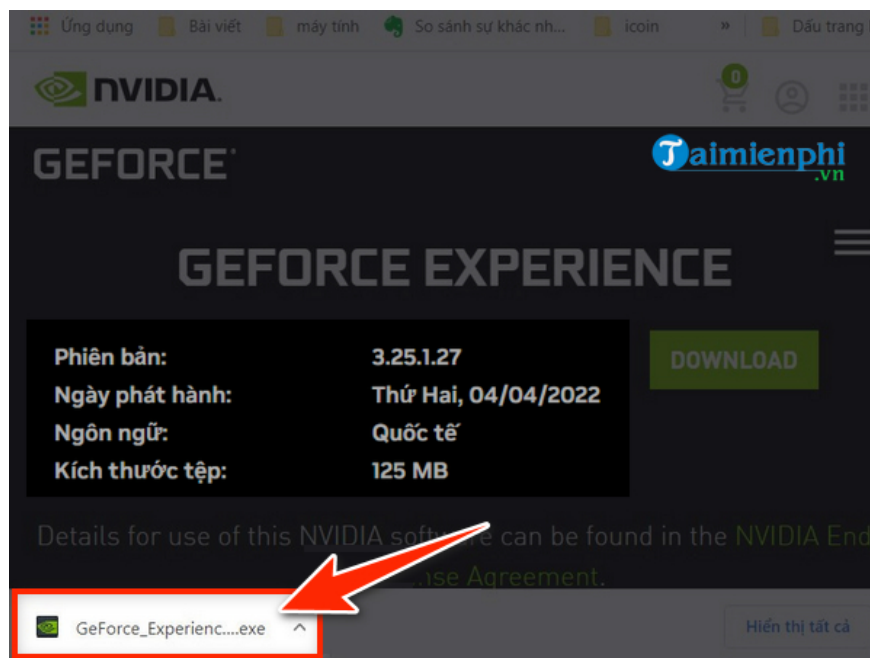 Ứng dụng Bài viết máy tính So sánh sự khác nh... icoin » Dấu trang
NVIDIA.
0
GEFORCE
Taimienphi
.vn
GEFORCE EXPERIENCE
Phiên bản: 3.25.1.27
DOWNLOAD
Ngày phát hành: Thứ Hai, 04/04/2022
Ngôn ngữ: Quốc tế
Kích thước tệp: 125 MB
Details for use of this NVIDIA software can be found in the NVIDIA End
nse Agreement.
GeForce_Experienc....exe
Hiển thị tất cả